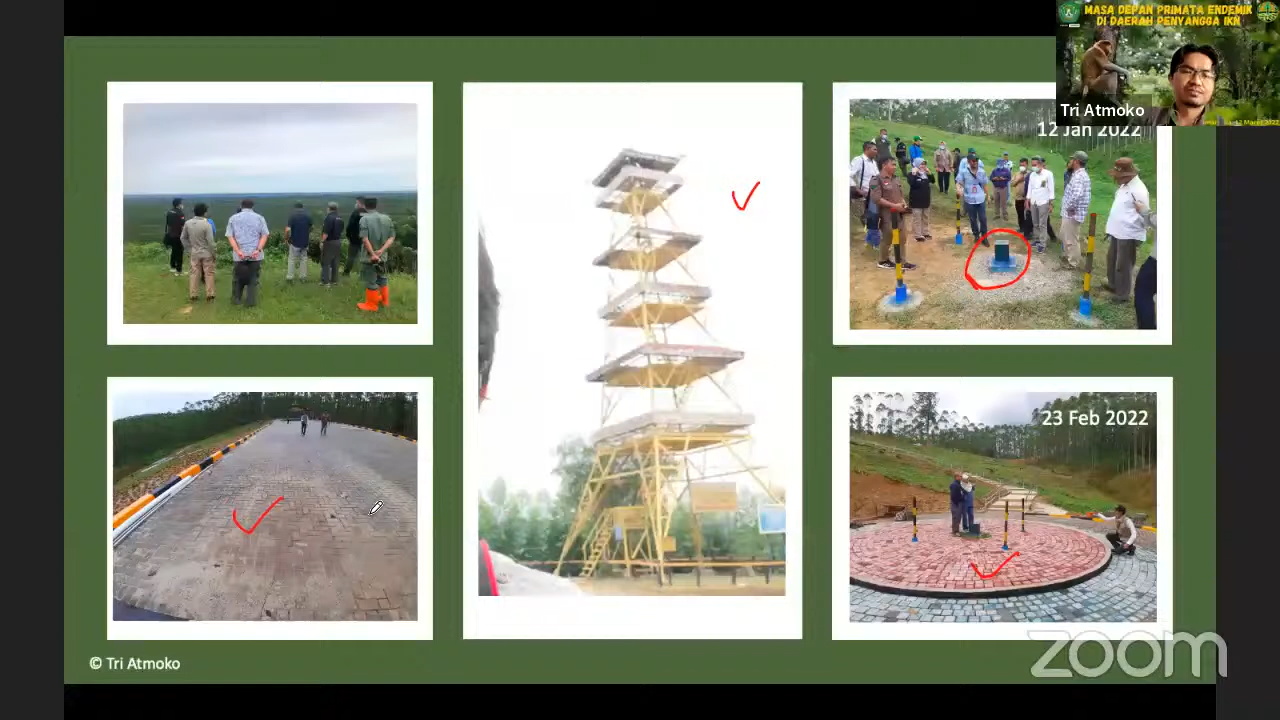 MASA DEPAN PRIMATA ENDEMIK
DI DAERAH PENYANGGA IKN
Tri Atmoko
12 Jan 2022
23 Feb 2022
© Tri Atmoko
zoom